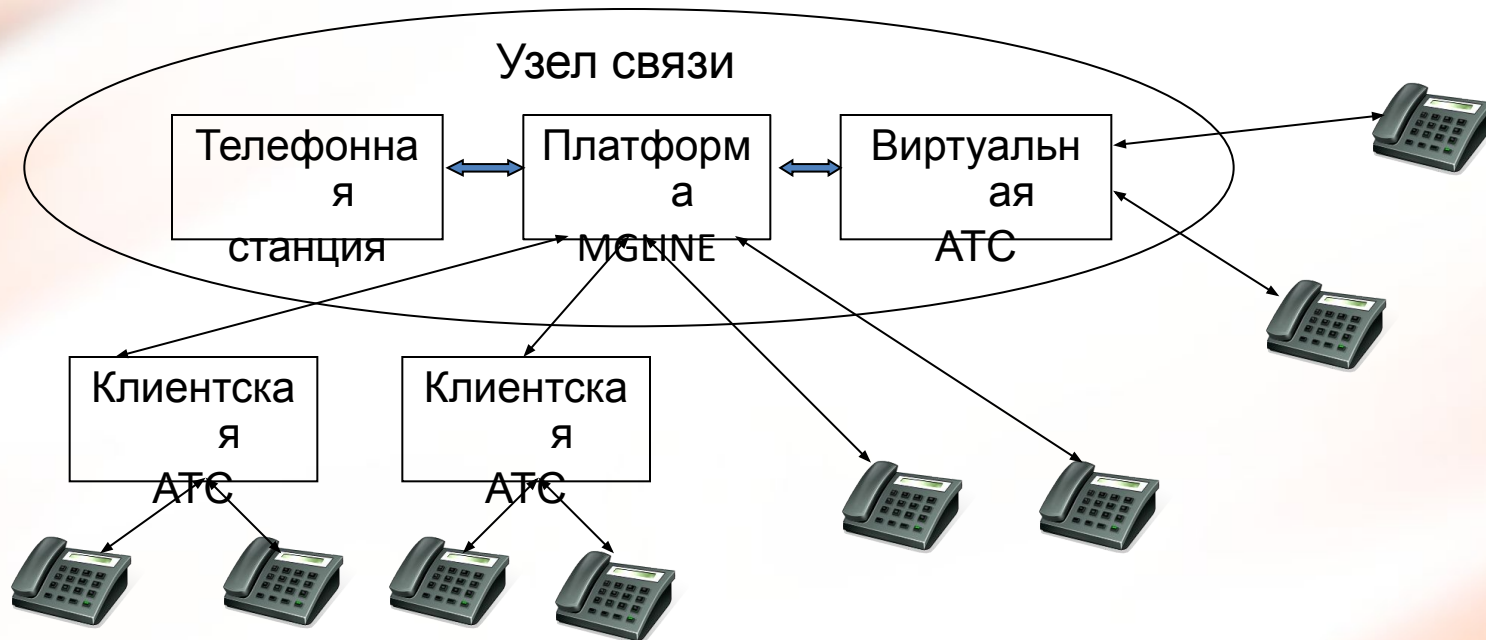 Узел связи
Телефонна
я
станция
Платформ
а
MGLINE
Виртуальн
ая
АТС
Клиентска
я
АТС
Клиентска
я
АТС